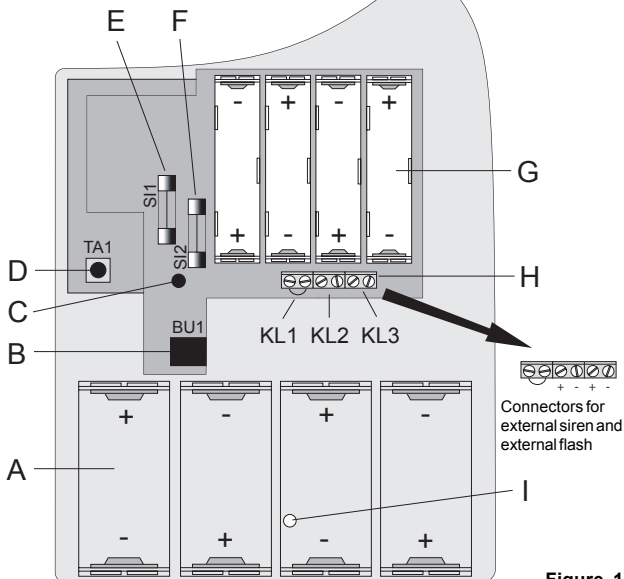 E
F
- + - +
G
SI1
+ - + -
SI2
TA1
D
H
C
KL1 KL2 KL3
BU1
B
+ - + -
Connectors for
external siren and
external flash
+ - + -
A
I
- + - +
Figure 1